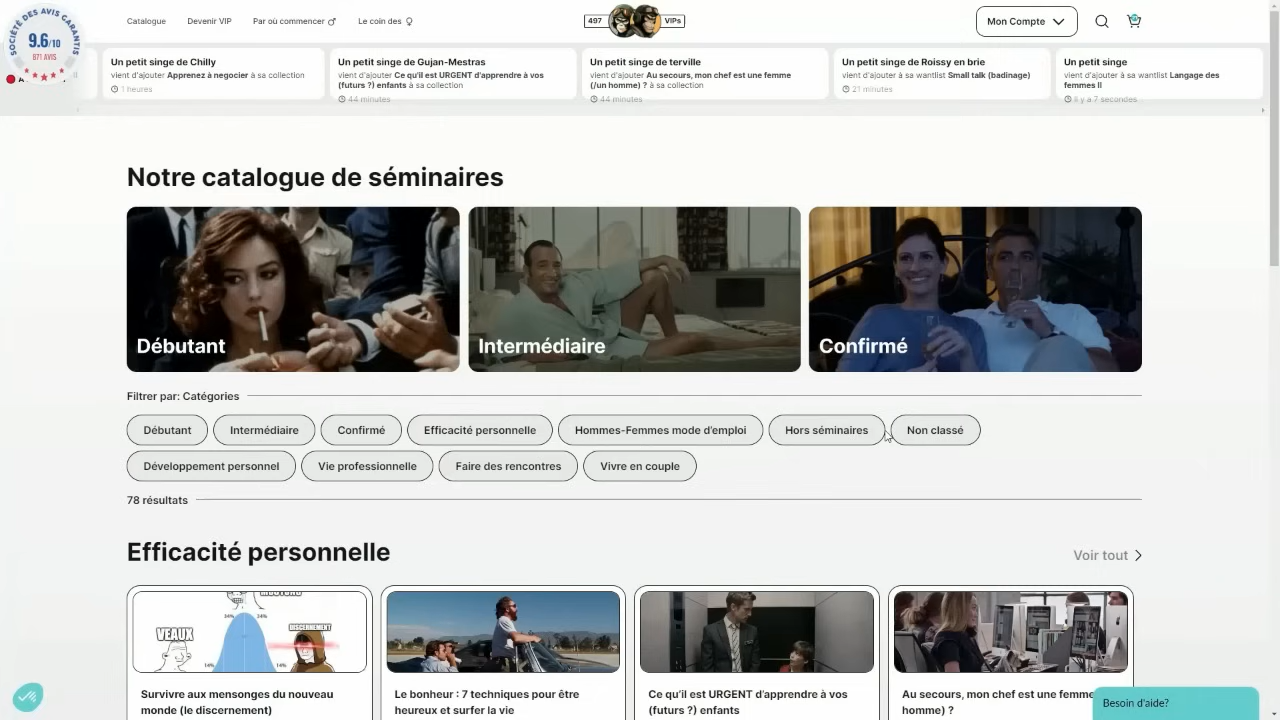 Catalogue
Devenir VIP
Par où commencer ♂
Le coin des ♀
497
VIPs
Mon Compte
SOCIÉTÉ DES AVIS GARANTIS
9.6/10
871 AVIS
Un petit singe de Chilly
vient d'ajouter Apprenez à negocier à sa collection
1 heures
Un petit singe de Gujan-Mestras
vient d'ajouter Ce qu'il est URGENT d'apprendre à vos
(futurs ?) enfants à sa collection
44 minutes
Un petit singe de terville
vient d'ajouter Au secours, mon chef est une femme
(/un homme) ? à sa collection
44 minutes
Un petit singe de Roissy en brie
vient d'ajouter à sa wantlist Small talk (badinage)
21 minutes
Un petit singe
vient d'ajouter à sa wantlist Langage des
femmes II
Il y a 7 secondes
Notre catalogue de séminaires
Débutant
Intermédiaire
Confirmé
Filtrer par: Catégories
Débutant
Intermédiaire
Confirmé
Efficacité personnelle
Hommes-Femmes mode d'emploi
Hors séminaires
Non classé
Développement personnel
Vie professionnelle
Faire des rencontres
Vivre en couple
78 résultats
Efficacité personnelle
Voir tout
34%
34%
VEAUX
DISCERNEMENT
14%
14%
Survivre aux mensonges du nouveau
monde (le discernement)
Le bonheur : 7 techniques pour être
heureux et surfer la vie
Ce qu'il est URGENT d'apprendre à vos
(futurs ?) enfants
Au secours, mon chef est une femme
homme) ?
Besoin d'aide?